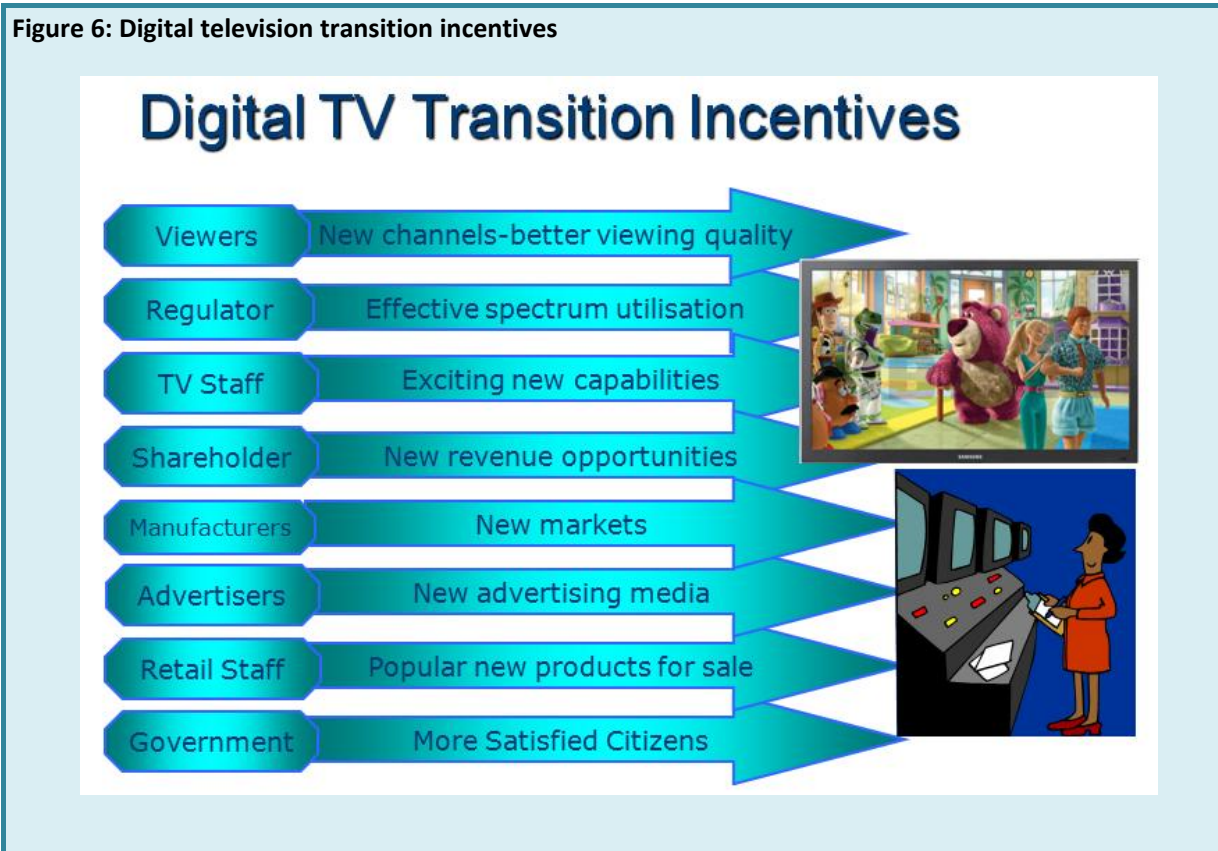 Figure 6: Digital television transition incentives
Digital TV Transition Incentives
Viewers New channels-better viewing quality
Regulator Effective spectrum utilisation
TV Staff Exciting new capabilities
Shareholder New revenue opportunities
Manufacturers New markets
Advertisers New advertising media
Retail Staff Popular new products for sale
Government More Satisfied Citizens
SAMSUNG